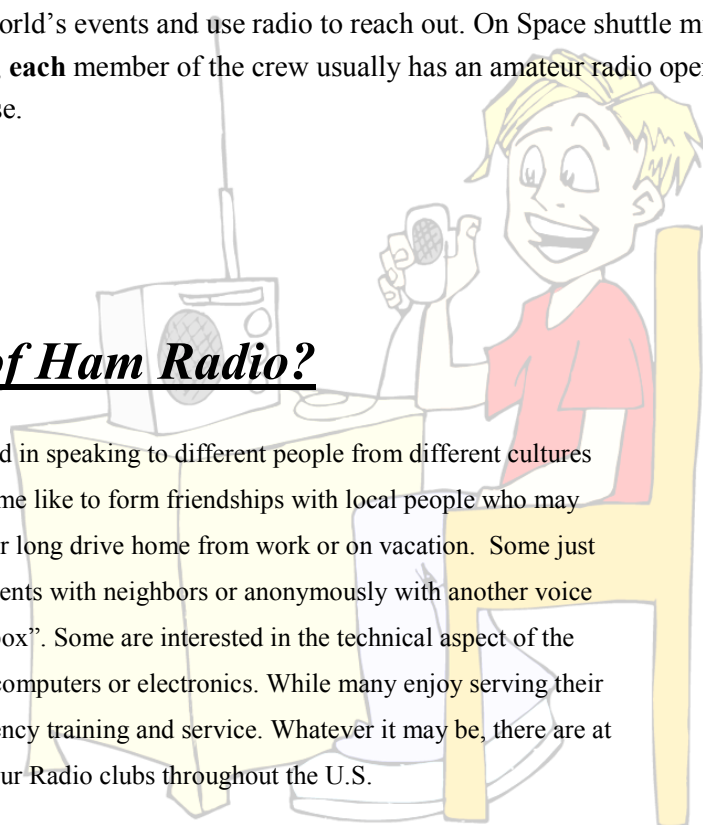 orld’s events and use radio to reach out. On Space shuttle m
each member of the crew usually has an amateur radio oper
se.
of Ham Radio?
d in speaking to different people from different cultures
me like to form friendships with local people who may
r long drive home from work or on vacation. Some just
ents with neighbors or anonymously with another voice
box”. Some are interested in the technical aspect of the
computers or electronics. While many enjoy serving their
ency training and service. Whatever it may be, there are at
ur Radio clubs throughout the U.S.